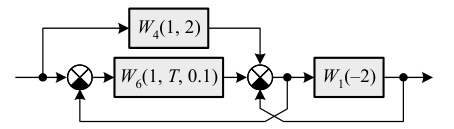 W₄(1, 2)
W₆(1, T, 0.1)
W₁(–2)